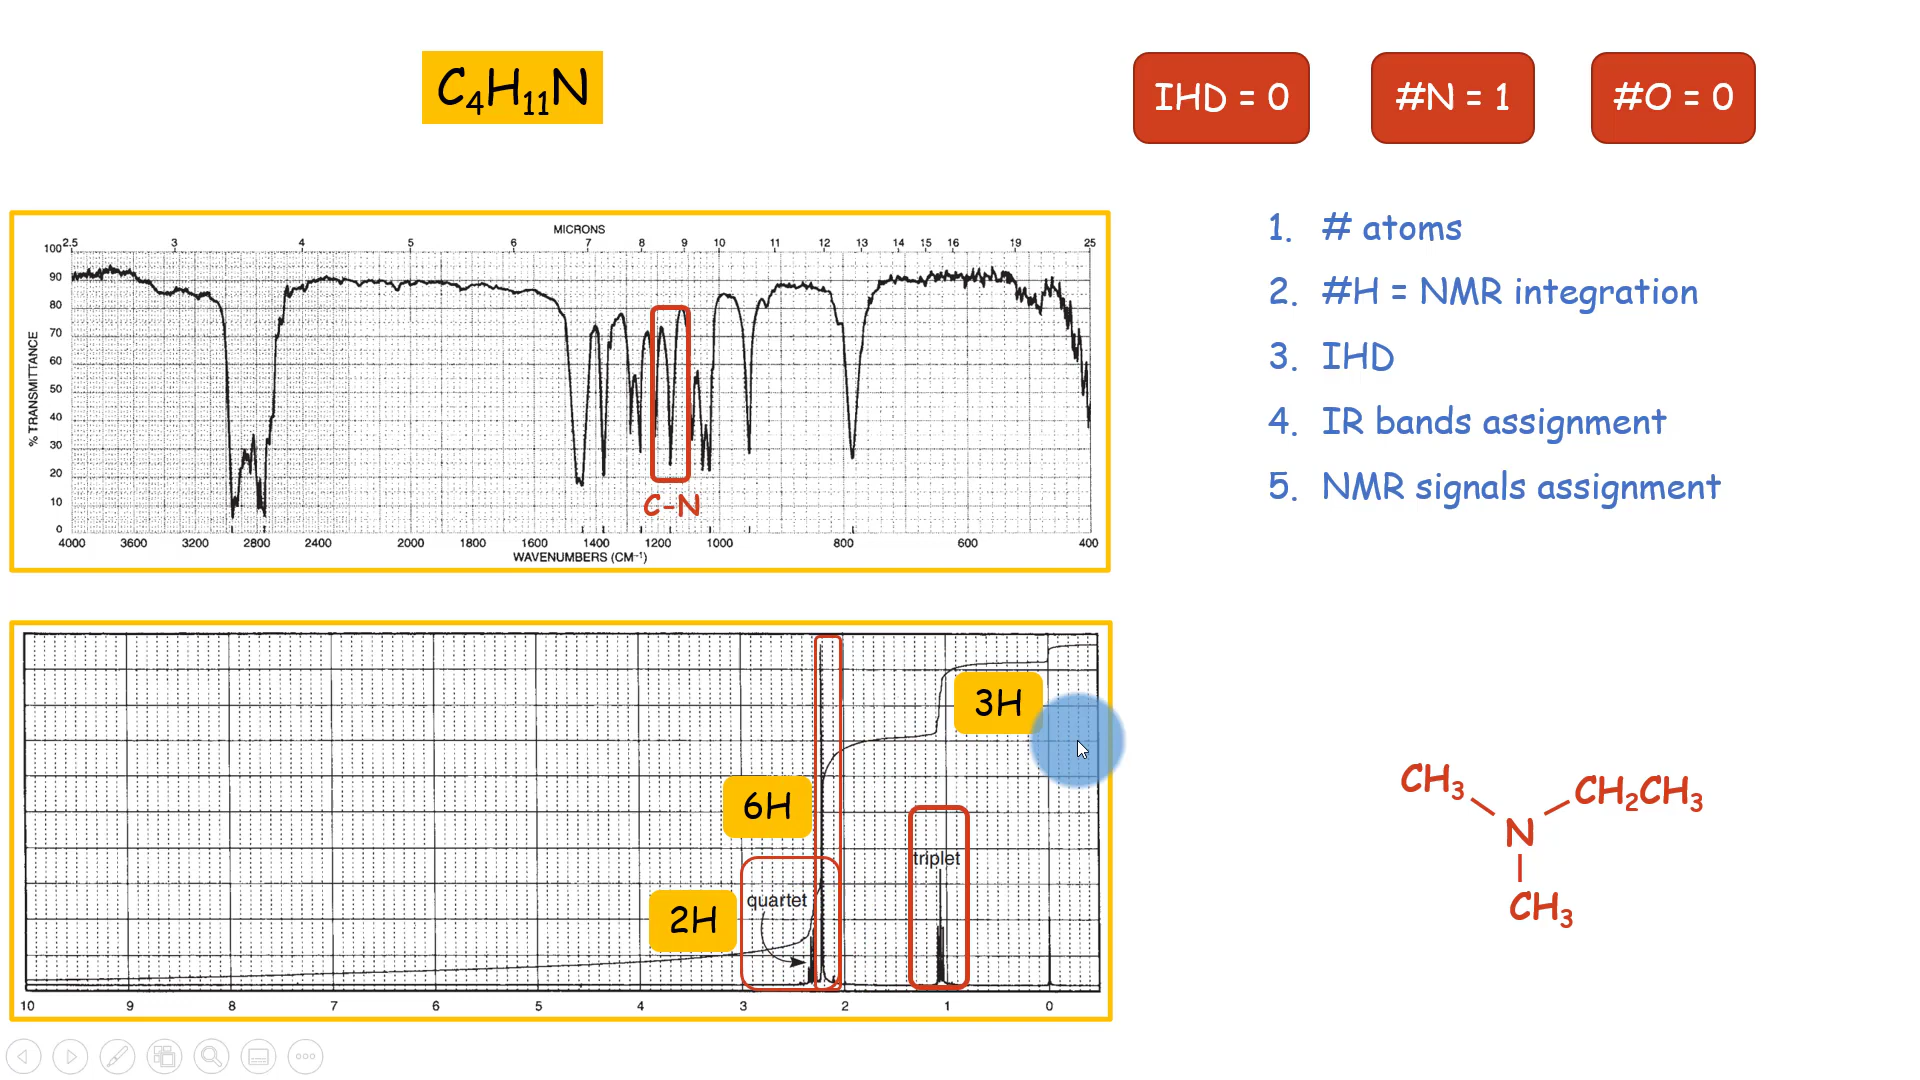 C₄H₁₁N
IHD = 0
#N = 1
#O = 0
1. # atoms
2. #H = NMR integration
3. IHD
4. IR bands assignment
5. NMR signals assignment
MICRONS
2.5 3 4 5 6 7 8 9 10 11 12 13 14 15 16 19 25
% TRANSMITTANCE
100
90
80
70
60
50
40
30
20
10
0
C-N
4000 3600 3200 2800 2400 2000 1800 1600 1400 1200 1000 800 600 400
WAVENUMBERS (CM⁻¹)
3H
6H
2H
quartet
triplet
10 9 8 7 6 5 4 3 2 1 0
CH₃
CH₂CH₃
N
CH₃